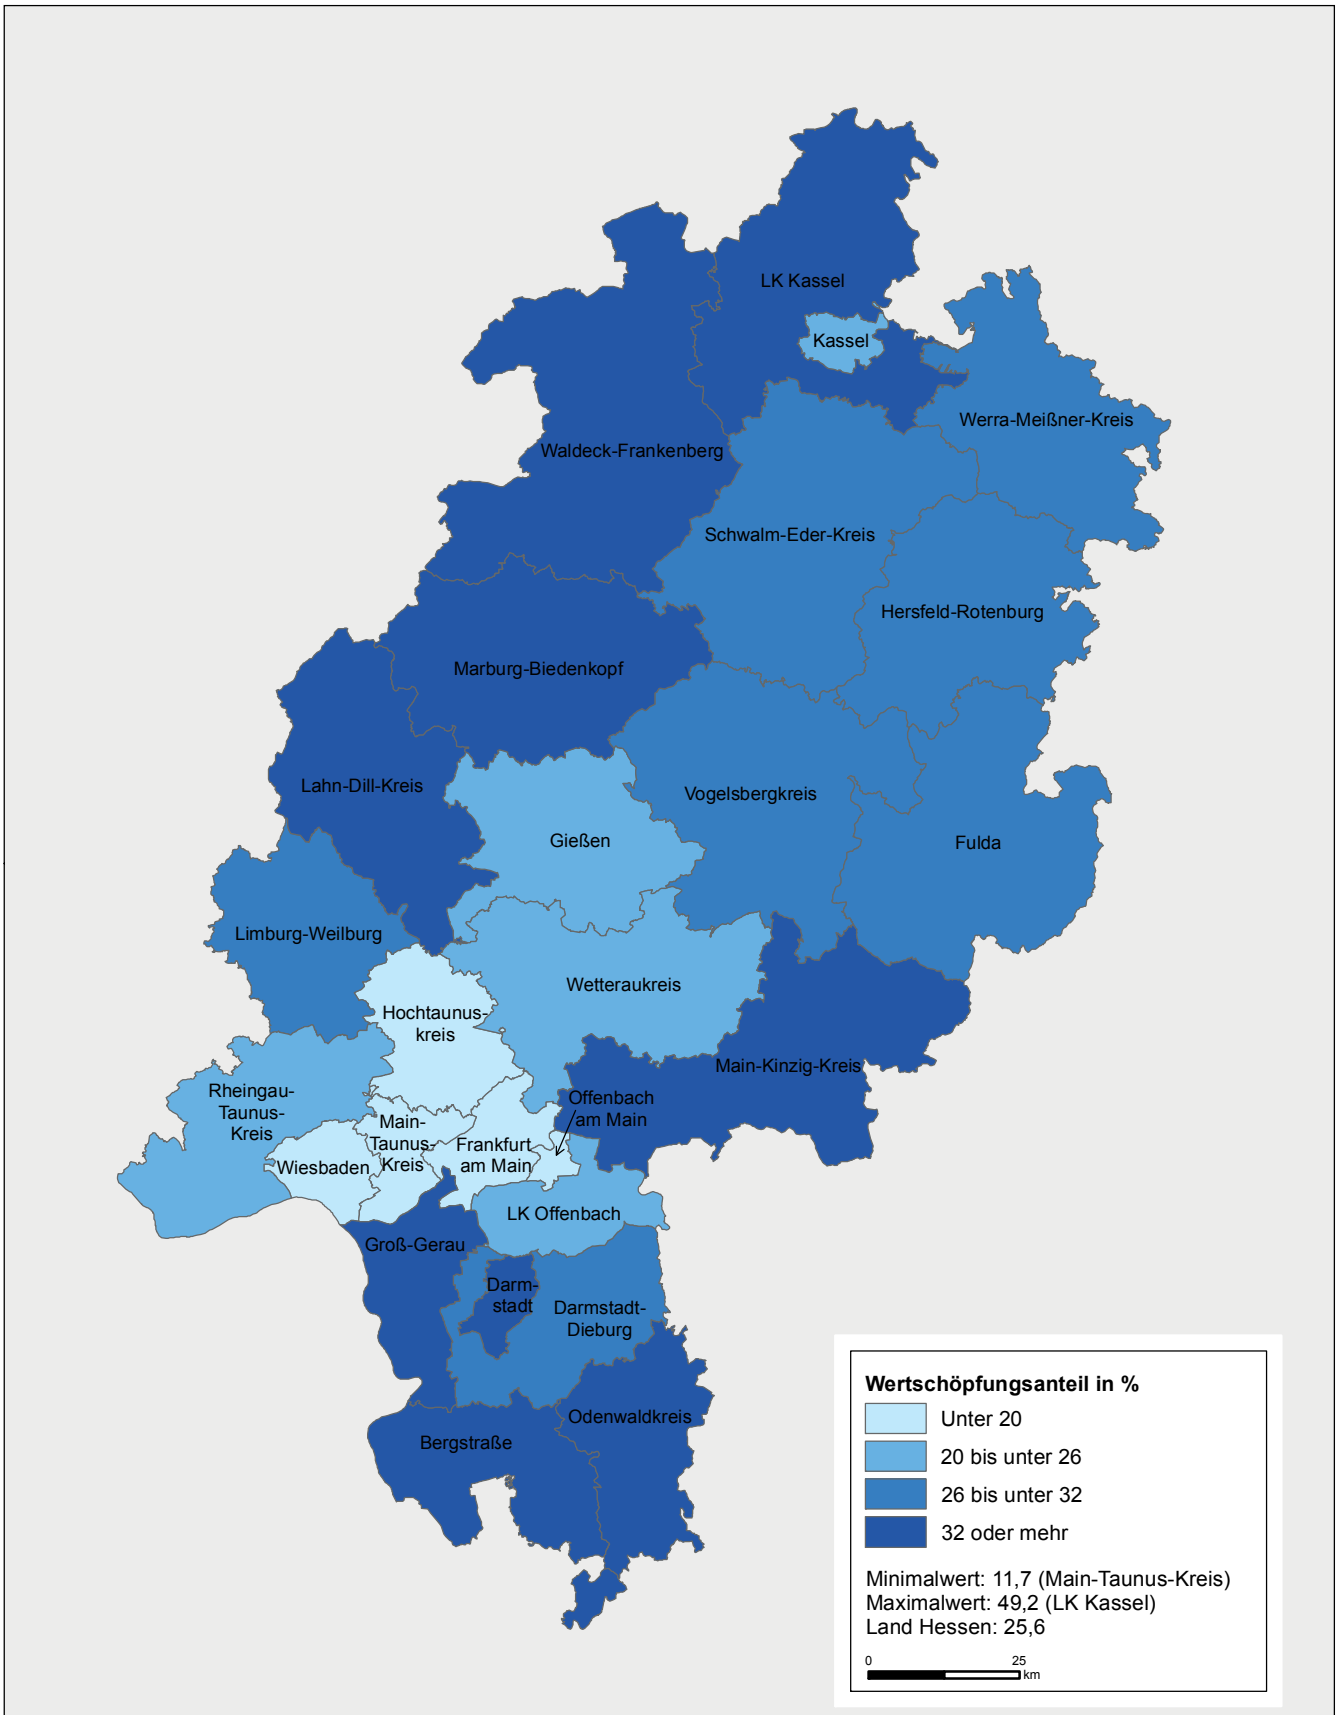 LK Kassel
Kassel
Werra-Meißner-Kreis
Waldeck-Frankenberg
Schwalm-Eder-Kreis
Hersfeld-Rotenburg
Marburg-Biedenkopf
Lahn-Dill-Kreis
Vogelsbergkreis
Gießen
Fulda
Limburg-Weilburg
Wetteraukreis
Hochtaunus-
kreis
Main-Kinzig-Kreis
Rheingau-
Taunus-
Kreis
Offenbach
am Main
Main-
Taunus-
Kreis
Frankfurt
am Main
Wiesbaden
LK Offenbach
Groß-Gerau
Darm-
stadt
Darmstadt-
Dieburg
Odenwaldkreis
Bergstraße
Wertschöpfungsanteil in %
Unter 20
20 bis unter 26
26 bis unter 32
32 oder mehr
Minimalwert: 11,7 (Main-Taunus-Kreis)
Maximalwert: 49,2 (LK Kassel)
Land Hessen: 25,6
0 25
km